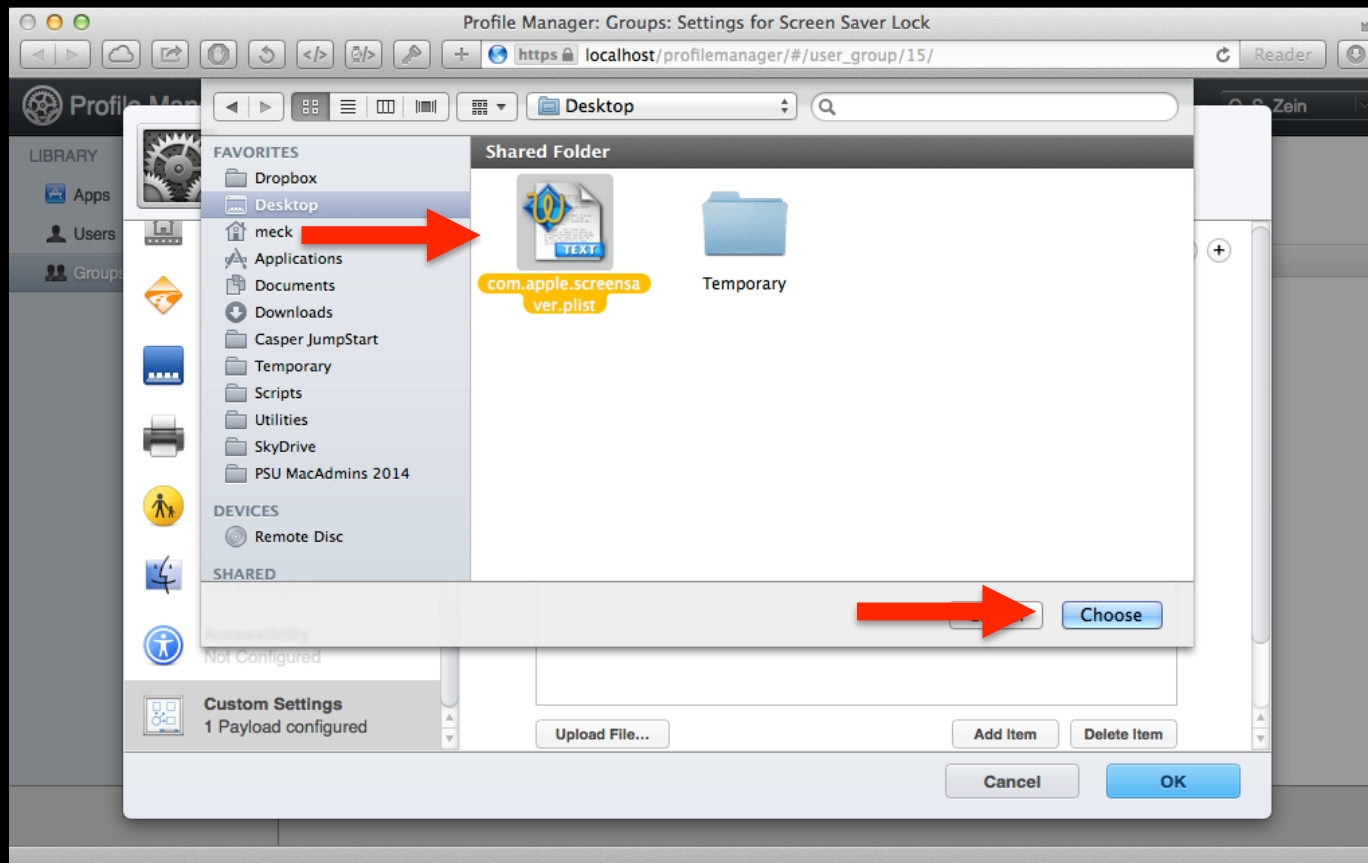 Profile Manager: Groups: Settings for Screen Saver Lock
https localhost/profilemanager/#/user_group/15/
Reader
Zein
LIBRARY
Apps
Users
Groups
Desktop
FAVORITES
Dropbox
Desktop
meck
Applications
Documents
Downloads
Casper JumpStart
Temporary
Scripts
Utilities
SkyDrive
PSU MacAdmins 2014
DEVICES
Remote Disc
SHARED
Shared Folder
TEXT
com.apple.screensa
ver.plist
Temporary
Choose
Accessibility
Not Configured
Custom Settings
1 Payload configured
Upload File...
Add Item
Delete Item
Cancel
OK